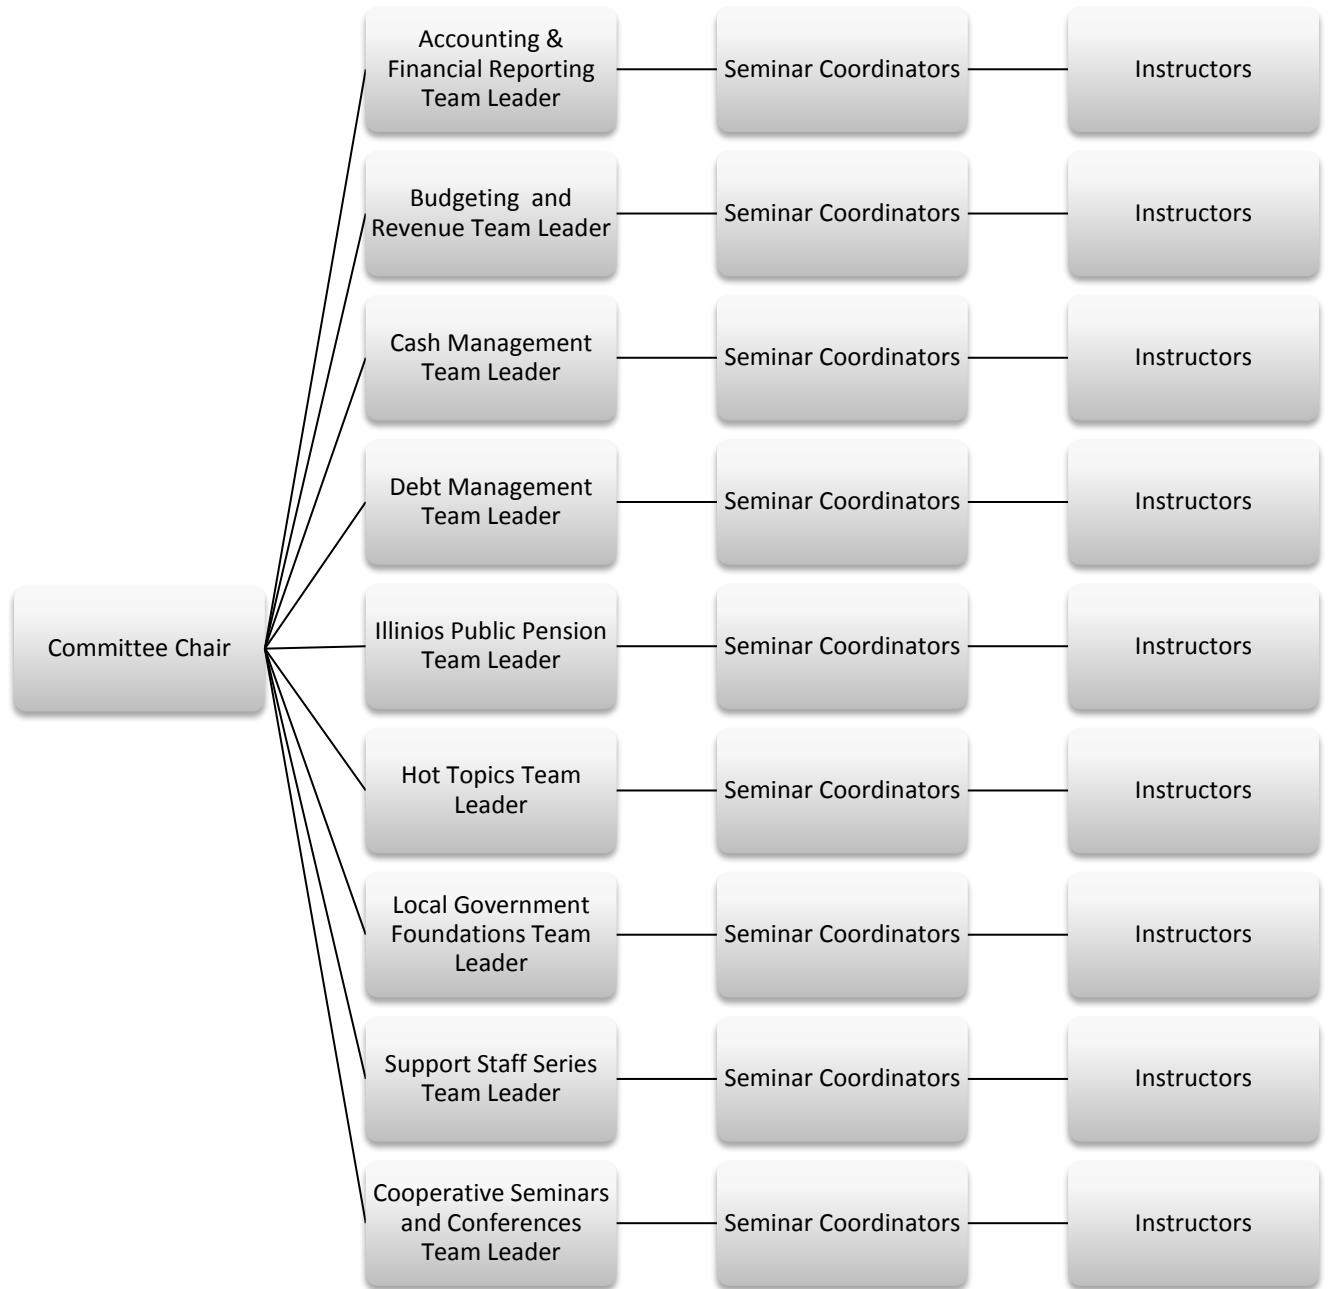 Accounting &
Financial Reporting
Team Leader
Seminar Coordinators
Instructors
Budgeting  and
Revenue Team Leader
Seminar Coordinators
Instructors
Cash Management
Team Leader
Seminar Coordinators
Instructors
Debt Management
Team Leader
Seminar Coordinators
Instructors
Committee Chair
Illinios Public Pension
Team Leader
Seminar Coordinators
Instructors
Hot Topics Team
Leader
Seminar Coordinators
Instructors
Local Government
Foundations Team
Leader
Seminar Coordinators
Instructors
Support Staff Series
Team Leader
Seminar Coordinators
Instructors
Cooperative Seminars
and Conferences
Team Leader
Seminar Coordinators
Instructors